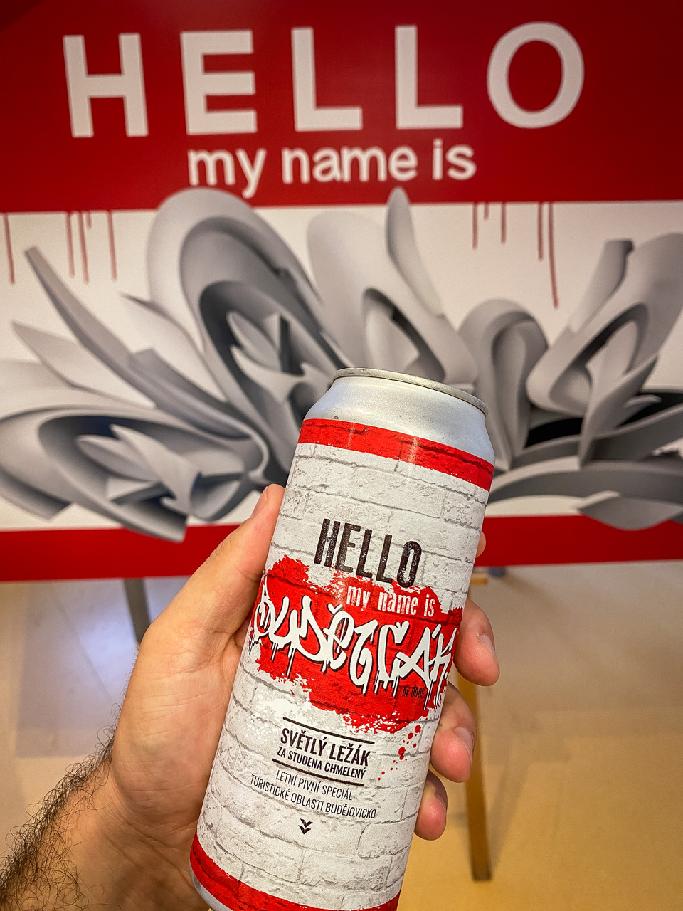 HELLO
my name is
HELLO
my name is
BUDĚJČÁK
SVĚTLÝ LEŽÁK
ZA STUDENA CHMELENÝ
LETNÍ PIVNÍ SPECIÁL
TURISTICKÉ OBLASTI BUDĚJOVICKO